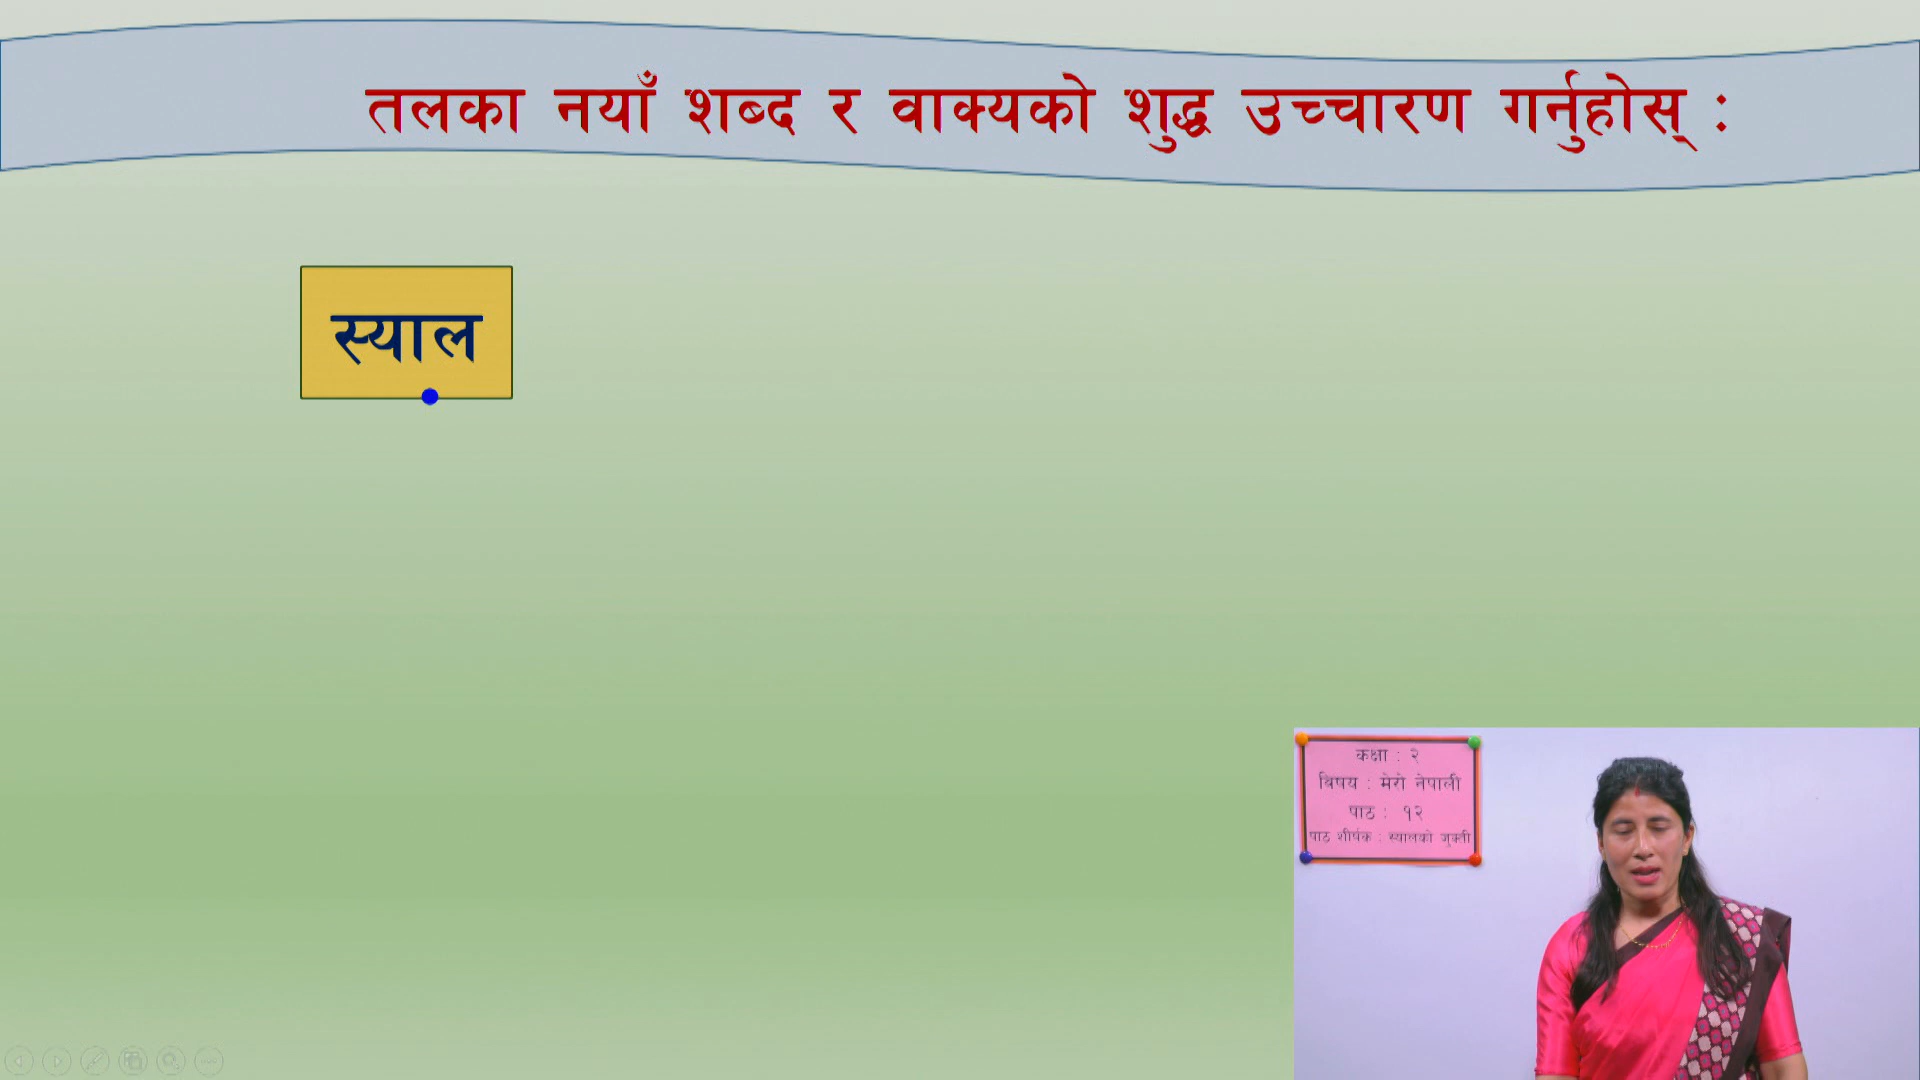 तलका नयाँ शब्द र वाक्यको शुद्ध उच्चारण गर्नुहोस् :
स्याल
कक्षा : २
विषय : मेरो नेपाली
पाठ : १२
पाठ शीर्षक : स्यालको जुक्ती